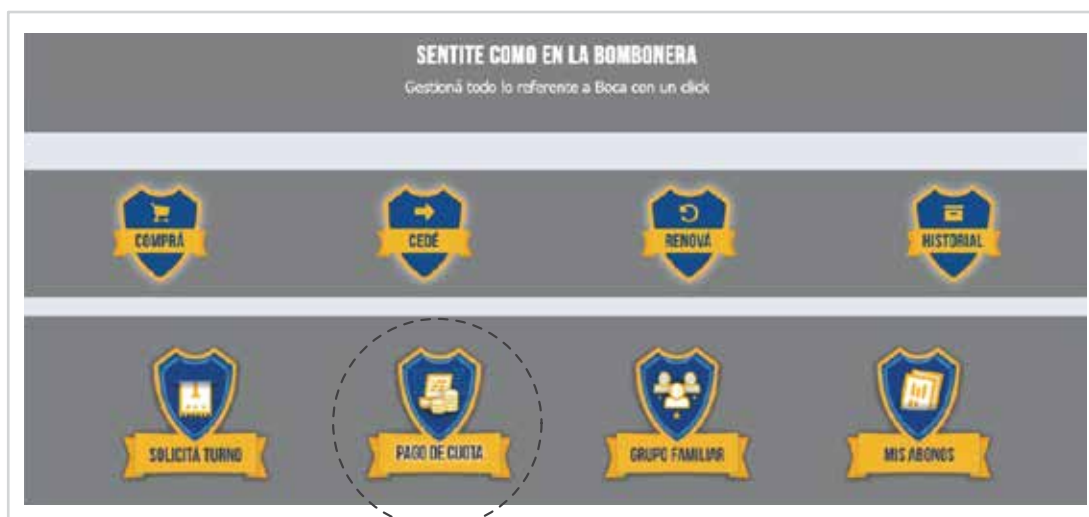 SENTITE COMO EN LA BOMBONERA
Gestioná todo lo referente a Boca con un click
COMPRÁ
CEDÉ
RENOVÁ
HISTORIAL
SOLICITÁ TURNO
PAGO DE CUOTA
GRUPO FAMILIAR
MIS ABONOS